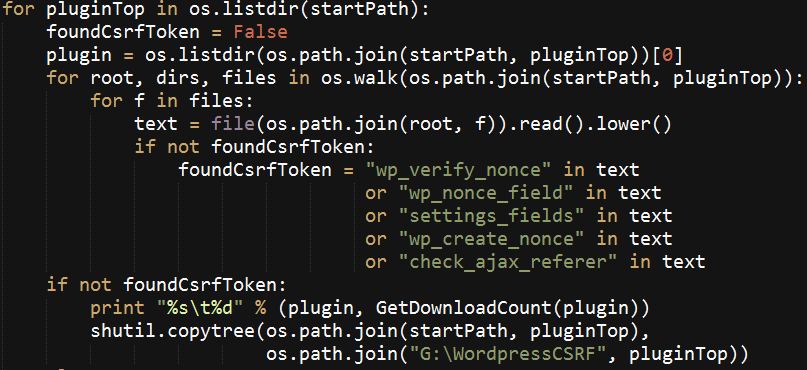 for pluginTop in os.listdir(startPath):
    foundCsrfToken = False
    plugin = os.listdir(os.path.join(startPath, pluginTop))[0]
    for root, dirs, files in os.walk(os.path.join(startPath, pluginTop)):
        for f in files:
            text = file(os.path.join(root, f)).read().lower()
            if not foundCsrfToken:
                foundCsrfToken = "wp_verify_nonce" in text
                                 or "wp_nonce_field" in text
                                 or "settings_fields" in text
                                 or "wp_create_nonce" in text
                                 or "check_ajax_referer" in text
    if not foundCsrfToken:
        print "%s\t%d" % (plugin, GetDownloadCount(plugin))
        shutil.copytree(os.path.join(startPath, pluginTop),
                        os.path.join("G:\WordpressCSRF", pluginTop))